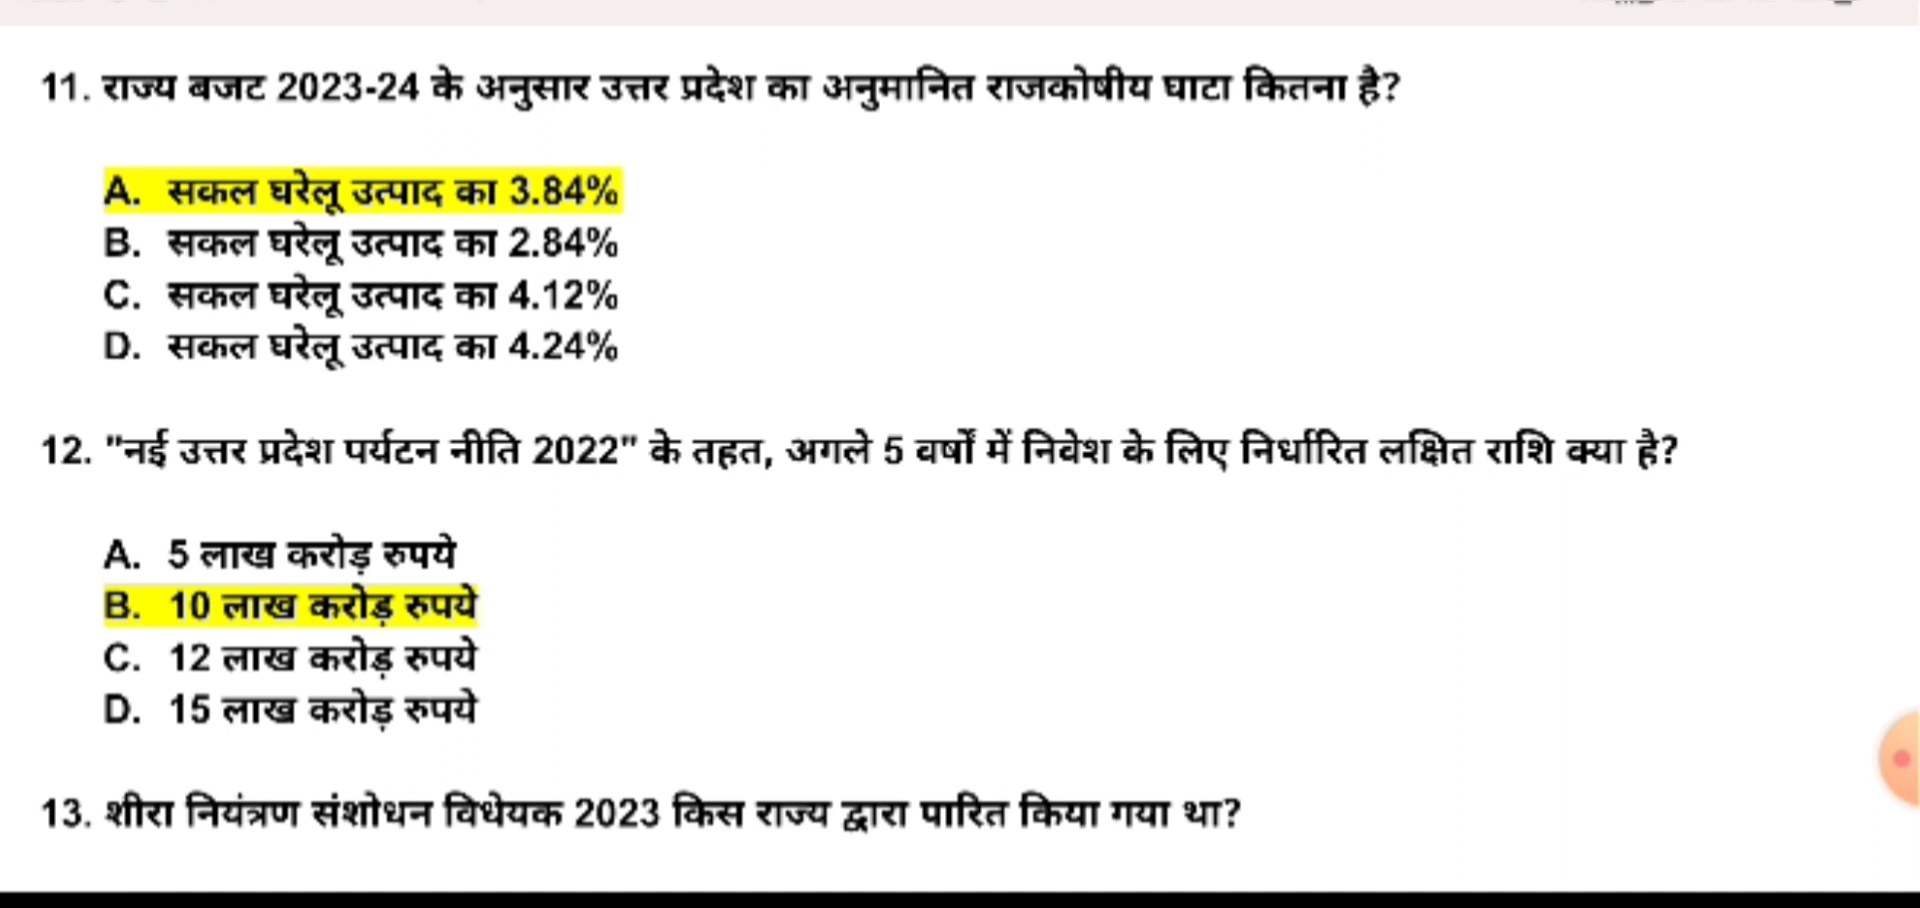 11. राज्य बजट 2023-24 के अनुसार उत्तर प्रदेश का अनुमानित राजकोषीय घाटा कितना है?
A. सकल घरेलू उत्पाद का 3.84%
B. सकल घरेलू उत्पाद का 2.84%
C. सकल घरेलू उत्पाद का 4.12%
D. सकल घरेलू उत्पाद का 4.24%
12. "नई उत्तर प्रदेश पर्यटन नीति 2022" के तहत, अगले 5 वर्षों में निवेश के लिए निर्धारित लक्षित राशि क्या है?
A. 5 लाख करोड़ रुपये
B. 10 लाख करोड़ रुपये
C. 12 लाख करोड़ रुपये
D. 15 लाख करोड़ रुपये
13. शीरा नियंत्रण संशोधन विधेयक 2023 किस राज्य द्वारा पारित किया गया था?